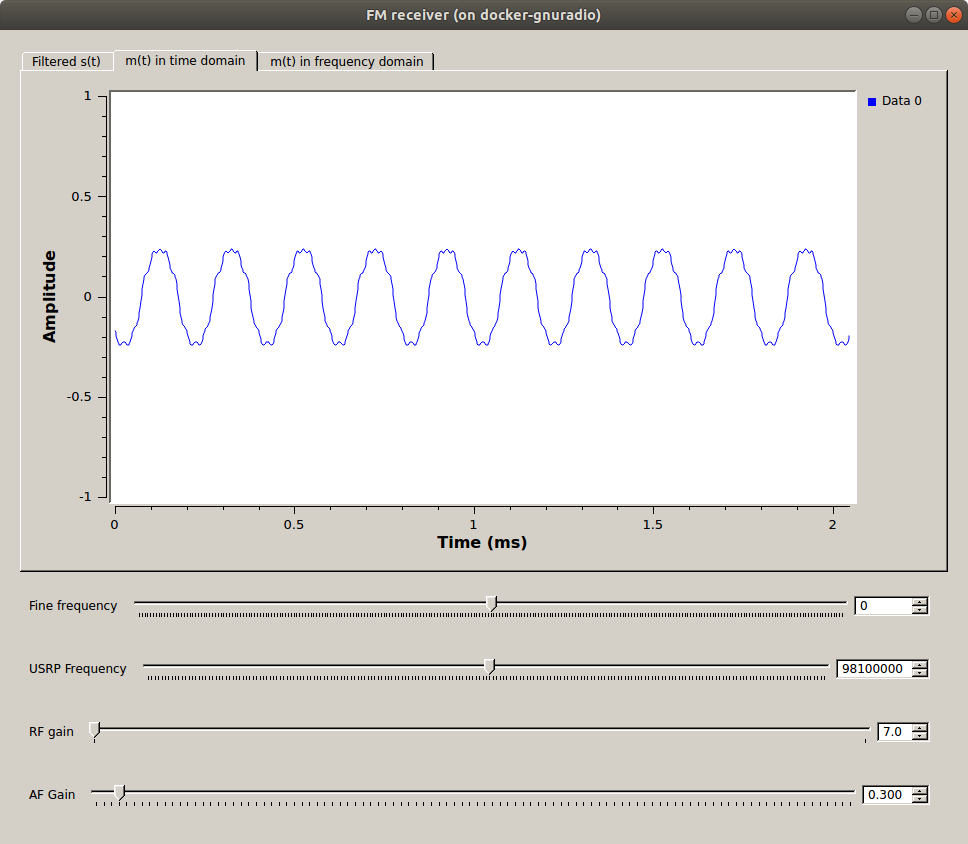 FM receiver (on docker-gnuradio)
Filtered s(t) m(t) in time domain m(t) in frequency domain
1
Data 0
0.5
0
-0.5
-1
Amplitude
0 0.5 1 1.5 2
Time (ms)
Fine frequency 0
USRP Frequency 98100000
RF gain 7.0
AF Gain 0.300